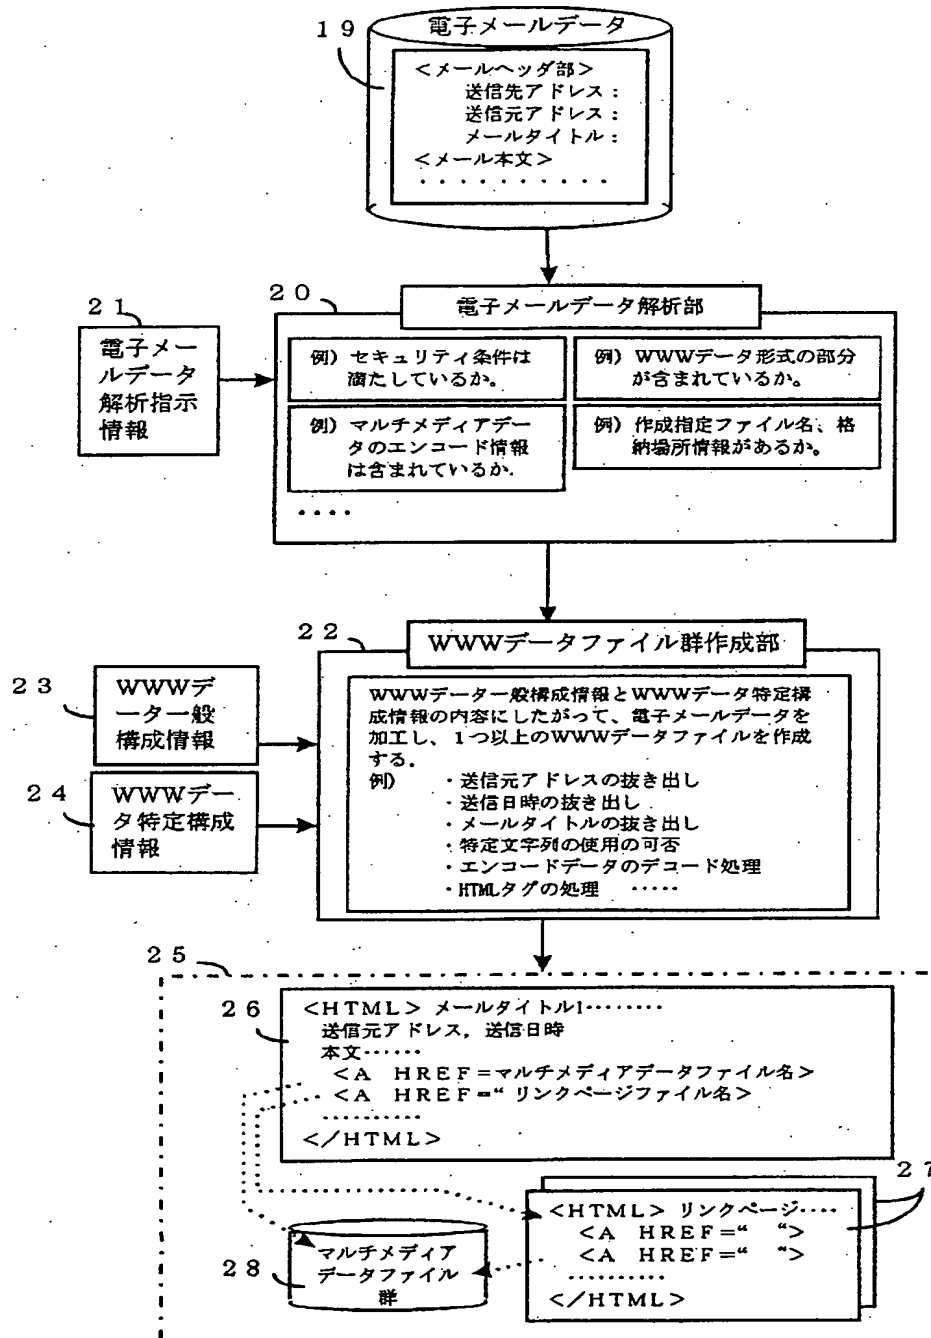 19
電子メールデータ
<メールヘッダ部>
送信先アドレス:
送信元アドレス:
メールタイトル:
<メール本文>
・・・・・・・・・・
21
電子メー
ルデータ
解析指示
情報
20
電子メールデータ解析部
例) セキュリティ条件は
満たしているか。
例) WWWデータ形式の部分
が含まれているか。
例) マルチメディアデー
タのエンコード情報
は含まれているか.
例) 作成指定ファイル名、格
納場所情報があるか。
・・・・
22
WWWデータファイル群作成部
23
WWWデ
ータ一般
構成情報
24
WWWデー
タ特定構成
情報
WWWデータ一般構成情報とWWWデータ特定構
成情報の内容にしたがって、電子メールデータを
加工し、1つ以上のWWWデータファイルを作成
する.
例) ・送信元アドレスの抜き出し
・送信日時の抜き出し
・メールタイトルの抜き出し
・特定文字列の使用の可否
・エンコードデータのデコード処理
・HTMLタグの処理 ・・・・・
25
26
<HTML> メールタイトル1・・・・・・・・
送信元アドレス, 送信日時
本文・・・・・・
<A HREF=マルチメディアデータファイル名>
<A HREF=“ リンクページファイル名>
・・・・・・・・・・
</HTML>
27
<HTML> リンクページ・・・・
<A HREF=“ “>
<A HREF=“ “>
・・・・・・・・・・
</HTML>
28
マルチメディア
データファイル
群